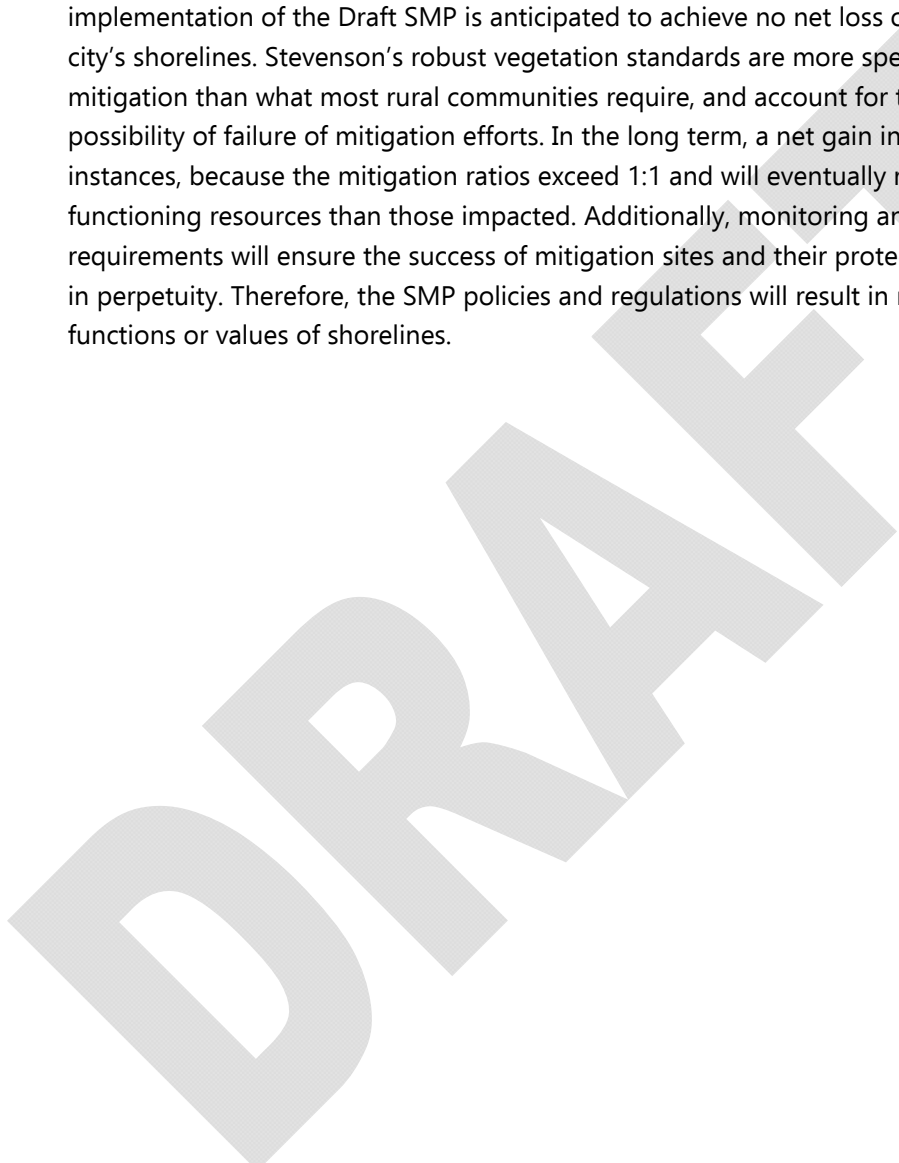 implementation of the Draft SMP is anticipated to achieve no net loss
city's shorelines. Stevenson's robust vegetation standards are more
mitigation than what most rural communities require, and account for
possibility of failure of mitigation efforts. In the long term, a net gain in
instances, because the mitigation ratios exceed 1:1 and will eventually
functioning resources than those impacted. Additionally, monitoring
requirements will ensure the success of mitigation sites and their
in perpetuity. Therefore, the SMP policies and regulations will result in
functions or values of shorelines.
DRAFT